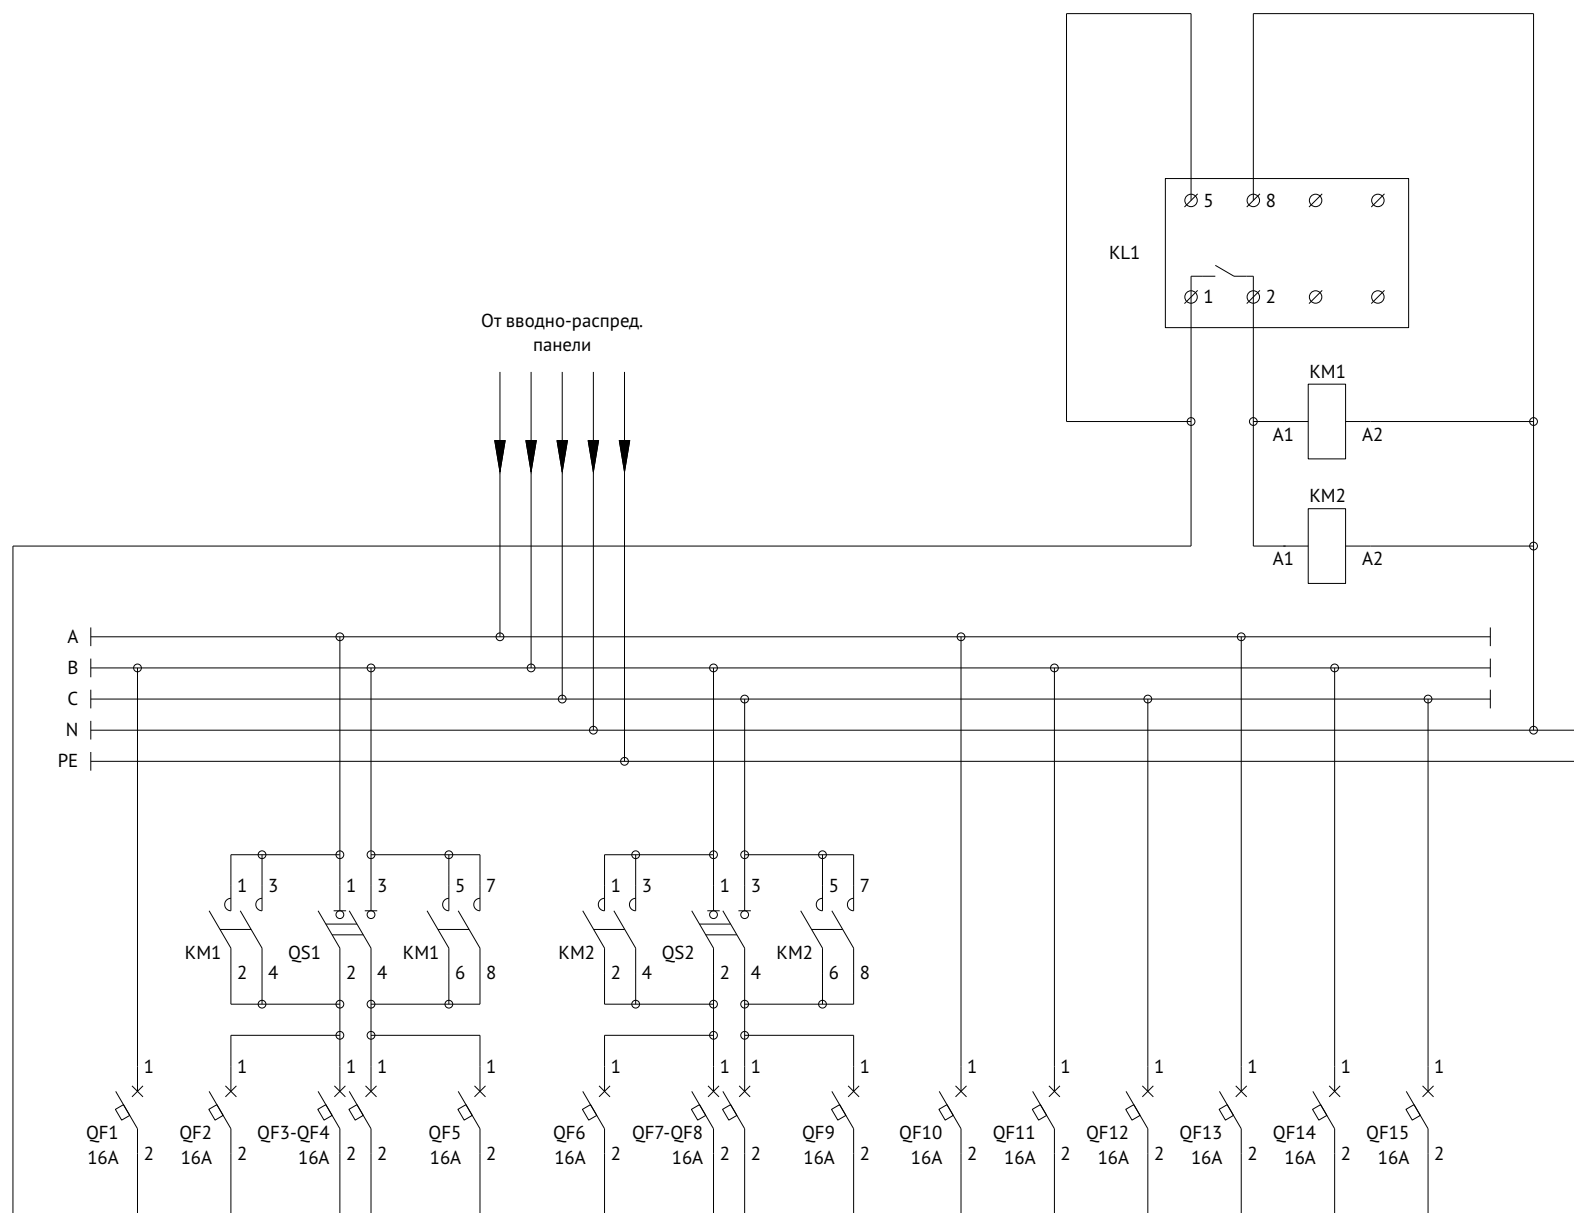 5 8
KL1
1 2
От вводно-распред.
панели
KM1
A1 A2
KM2
A1 A2
A
B
C
N
PE
1 3 1 3 5 7 1 3 1 3 5 7
KM1 QS1 KM1 KM2 QS2 KM2
2 4 2 4 6 8 2 4 2 4 6 8
1 1 1 1 1 1 1 1 1 1 1 1 1 1 1
QF1 QF2 QF3-QF4 QF5 QF6 QF7-QF8 QF9 QF10 QF11 QF12 QF13 QF14 QF15
16A 2 16A 2 16A 2 2 16A 2 16A 2 16A 2 2 16A 2 16A 2 16A 2 16A 2 16A 2 16A 2 16A 2